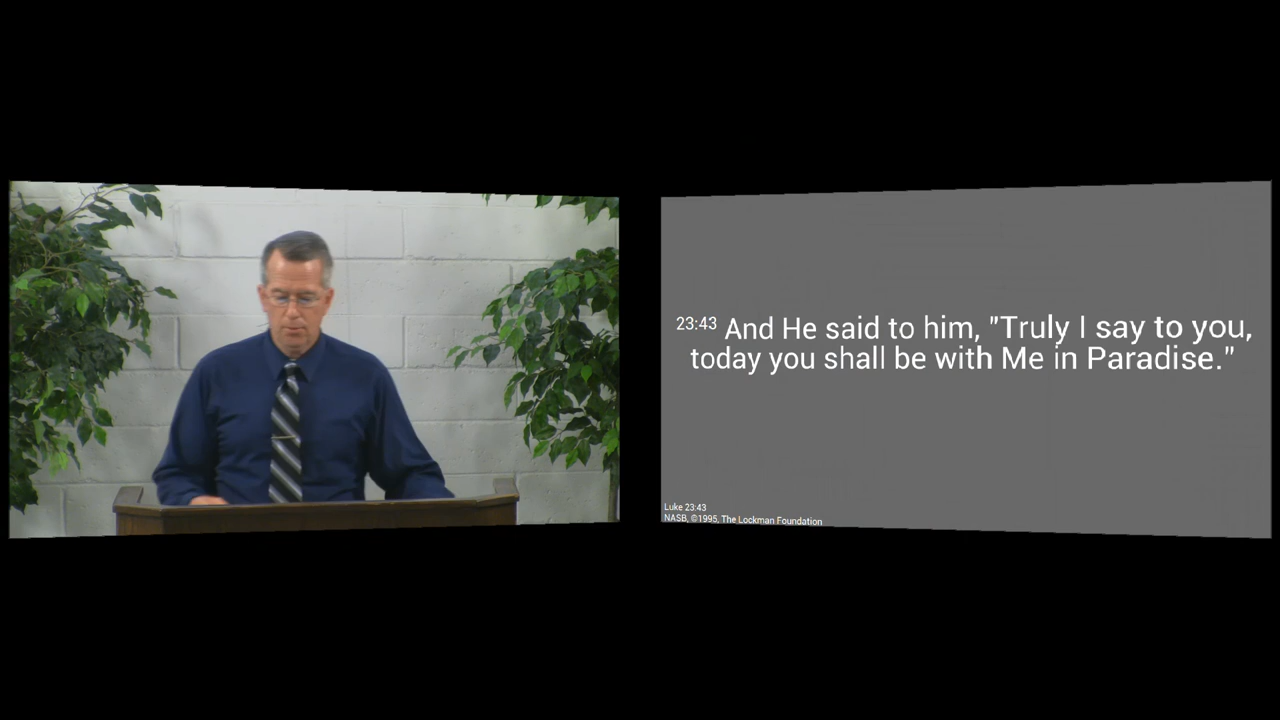 23:43 And He said to him, "Truly I say to you,
today you shall be with Me in Paradise."
Luke 23:43
NASB, ©1995, The Lockman Foundation